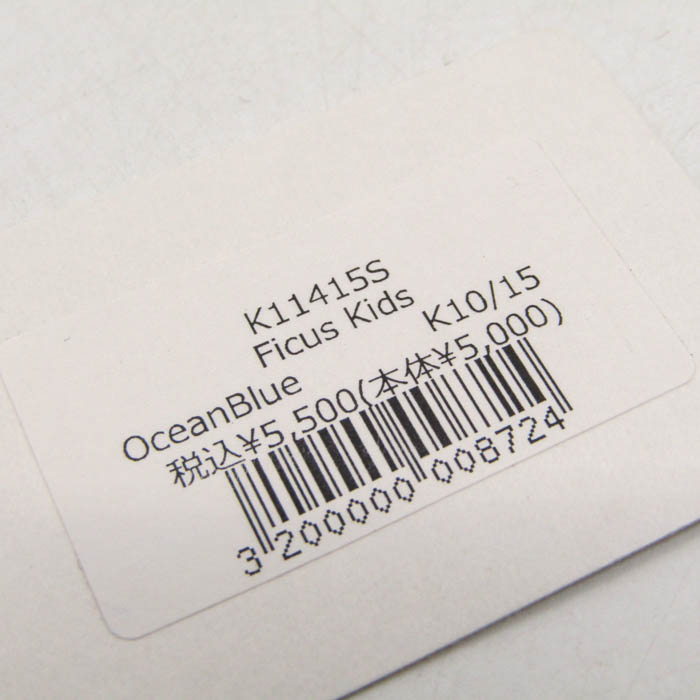 K11415S
Ficus Kids
OceanBlue K10/15
税込¥5,500(本体¥5,000)
3 200000 008724